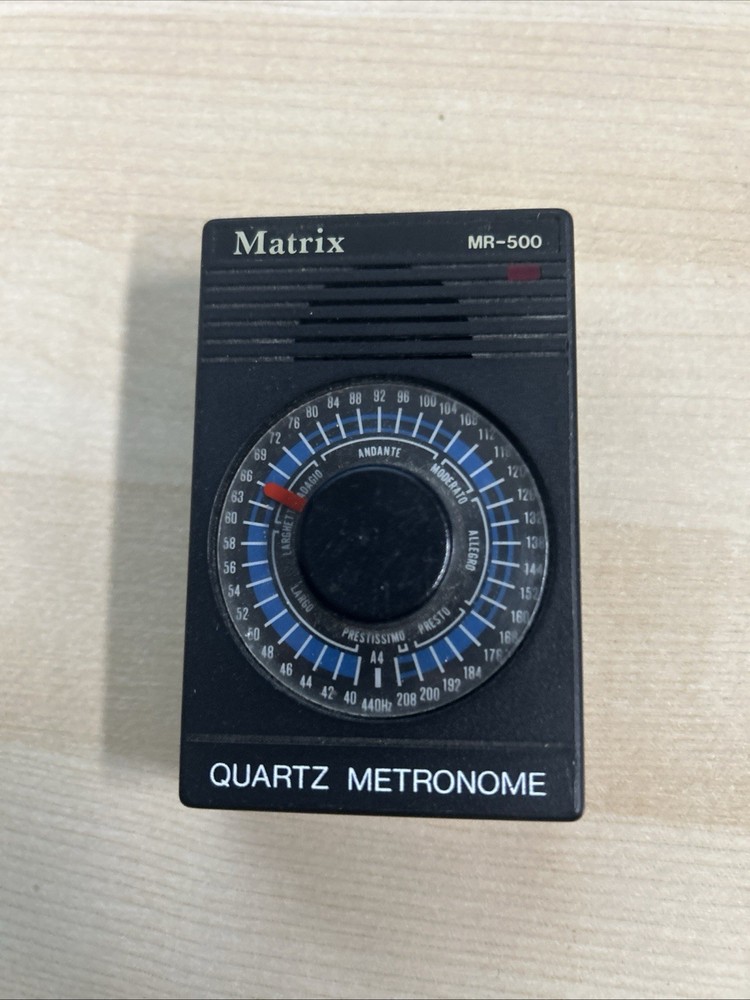 Matrix
MR-500
40 42 44 46 48 50 52 54 56 58 60 63 66 69 72 76 80 84 88 92 96 100 104 108 112 120 126 132 138 144 152 160 168 176 184 192 200 208
440Hz
A4
LARGO
ADAGIO
ANDANTE
MODERATO
ALLEGRO
PRESTO
PRESTISSIMO
QUARTZ METRONOME